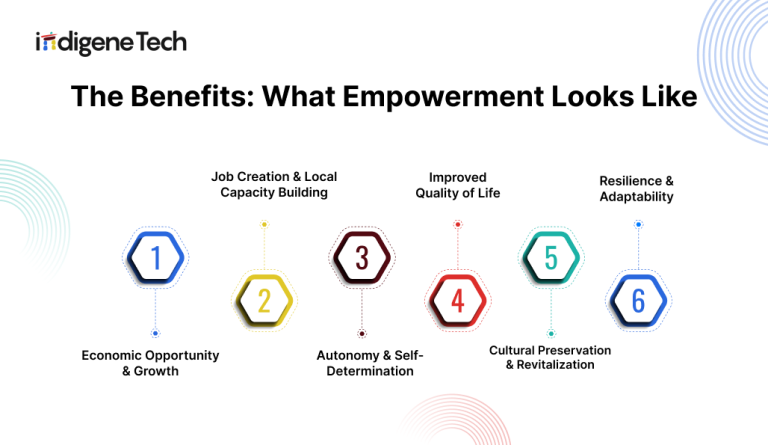 indigeneTech
The Benefits: What Empowerment Looks Like
1
Economic Opportunity
& Growth
2
Job Creation & Local
Capacity Building
3
Autonomy & Self-
Determination
4
Improved
Quality of Life
5
Cultural Preservation
& Revitalization
6
Resilience &
Adaptability